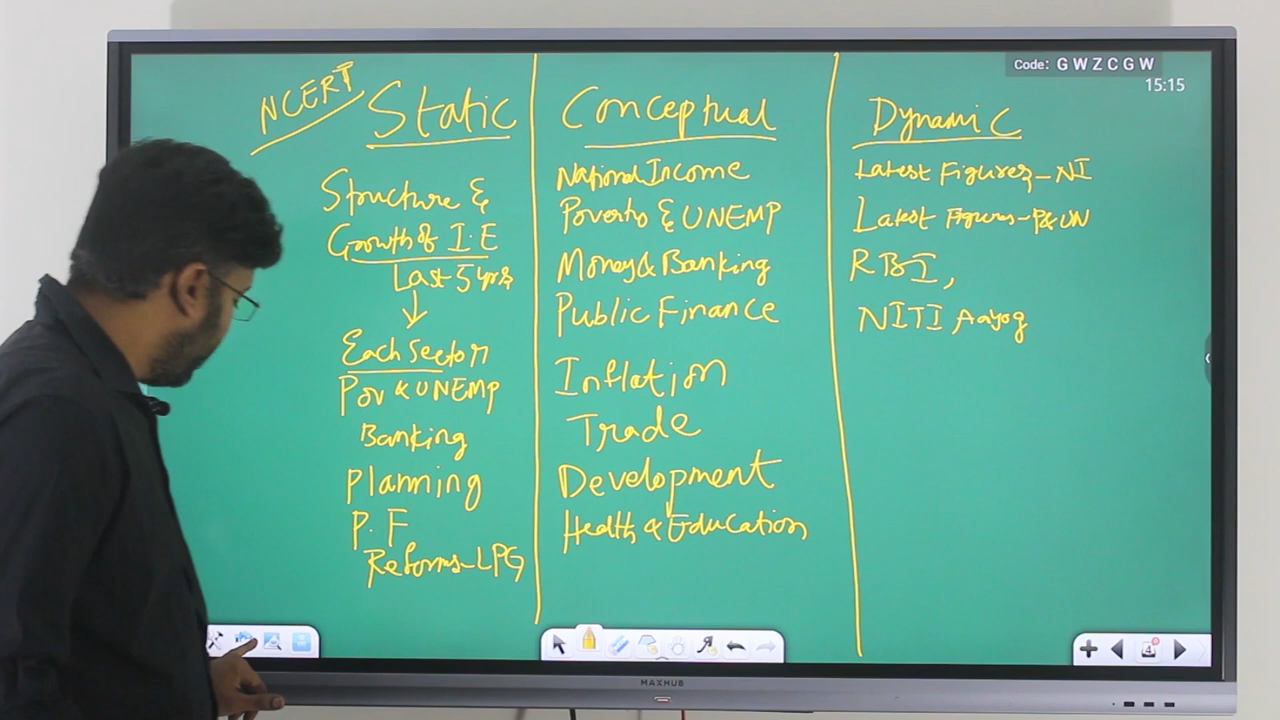 Code: GWZCGW
15:15
NCERT
Static
Structure &
Growth of I.E
Last 5 yrs
Each Sector
Pov & UNEMP
Banking
Planning
P.F
Reforms-LPG
Conceptual
National Income
Poverty & UNEMP
Money & Banking
Public Finance
Inflation
Trade
Development
Health & Education
Dynamic
Latest Figures-NI
Latest Figures-P&UN
RBI,
NITI Aayog
4
MAXHUB